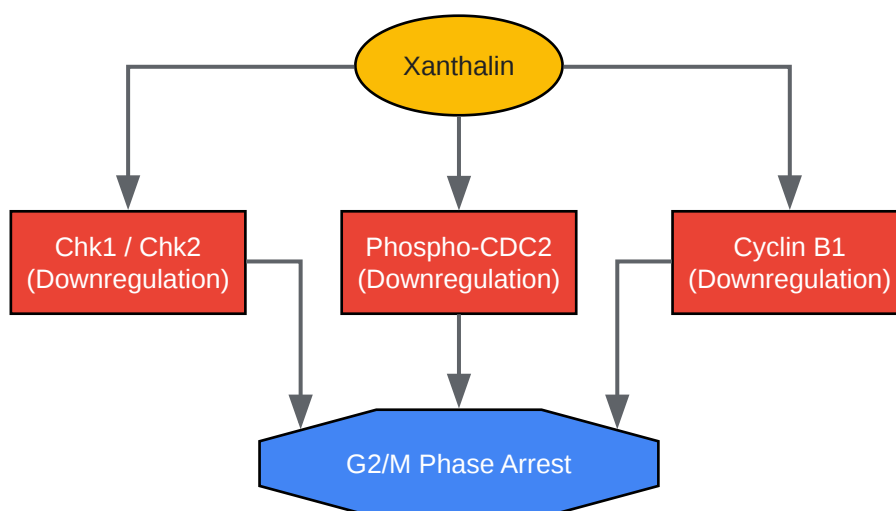 Xanthalin
Chk1 / Chk2
(Downregulation)
Phospho-CDC2
(Downregulation)
Cyclin B1
(Downregulation)
G2/M Phase Arrest